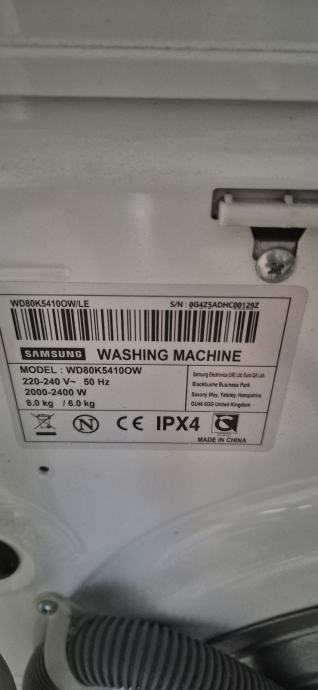 WD80K5410OW/LE S/N : 0G4Z5ADHC00129Z
SAMSUNG WASHING MACHINE
MODEL : WD80K5410OW
220-240 V~ 50 Hz
2000-2400 W
8.0 kg / 6.0 kg
Samsung Electronics (UK) Ltd. Euro QA Lab.
Blackbushe Business Park
Saxony Way, Yateley, Hampshire
GU46 6GG United Kingdom
N CE IPX4
MADE IN CHINA